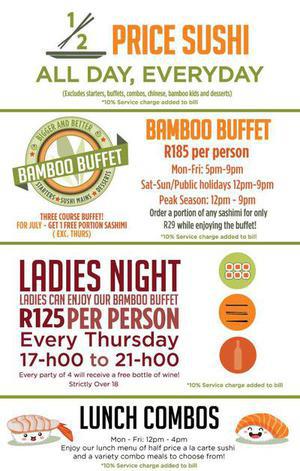 1/2 PRICE SUSHI
ALL DAY, EVERYDAY
(Excludes starters, buffets, combos, chinese, bamboo kids and desserts)
*10% Service charge added to bill
BIGGER AND BETTER
BAMBOO BUFFET
STARTERS • SUSHI MAINS • DESSERTS
THREE COURSE BUFFET!
FOR JULY - GET 1 FREE PORTION SASHIMI
( EXC. THURS)
BAMBOO BUFFET
R185 per person
Mon-Fri: 5pm-9pm
Sat-Sun/Public holidays 12pm-9pm
Peak Season: 12pm - 9pm
Order a portion of any sashimi for only
R29 while enjoying the buffet!
*10% Service charge added to bill
LADIES NIGHT
LADIES CAN ENJOY OUR BAMBOO BUFFET
R125 PER PERSON
Every Thursday
17-h00 to 21-h00
Every party of 4 will receive a free bottle of wine!
Strictly Over 18
*10% Service charge added to bill
LUNCH COMBOS
Mon - Fri: 12pm - 4pm
Enjoy our lunch menu of half price a la carte sushi
and a variety combo meals to choose from!
*10% Service charge added to bill